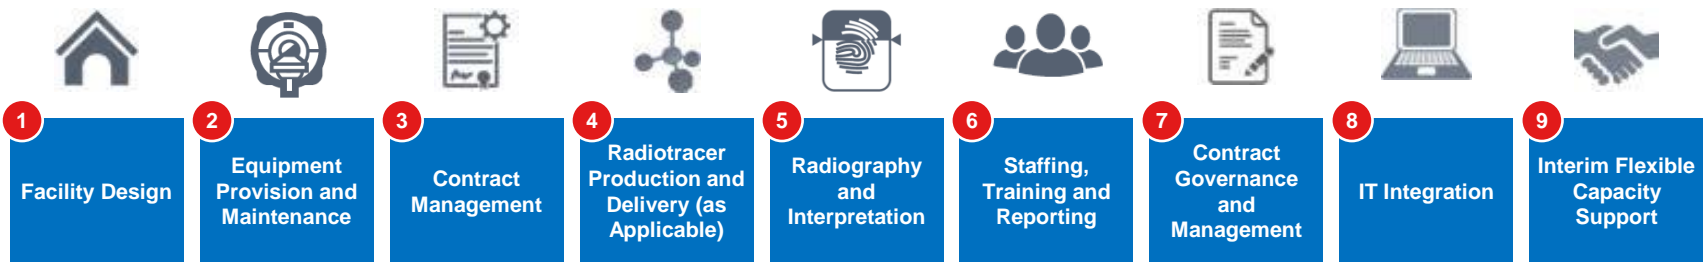 1
Facility Design
2
Equipment
Provision and
Maintenance
3
Contract
Management
4
Radiotracer
Production and
Delivery (as
Applicable)
5
Radiography
and
Interpretation
6
Staffing,
Training and
Reporting
7
Contract
Governance
and
Management
8
IT Integration
9
Interim Flexible
Capacity
Support